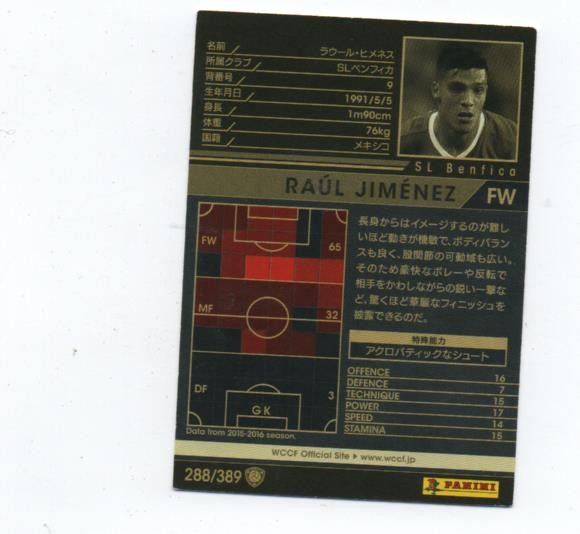 名前 ラウール・ヒメネス
所属クラブ SLベンフィカ
背番号 9
生年月日 1991/5/5
身長 1m90cm
体重 76kg
国籍 メキシコ
SL Benfica
RAÚL JIMÉNEZ FW
FW 65
MF 32
DF 3
GK
Data from 2015-2016 season.
長身からはイメージするのが難し
いほど動きが機敏で、ボディバラン
スも良く、股関節の可動域も広い。
そのため豪快なボレーや反転で
相手をかわしながらの鋭い一撃な
ど、驚くほど華麗なフィニッシュを
披露できるのだ。
特殊能力
アクロバティックなシュート
OFFENCE 16
DEFENCE 7
TECHNIQUE 15
POWER 17
SPEED 14
STAMINA 15
WCCF Official Site ▶ www.wccf.jp
288/389
PANINI